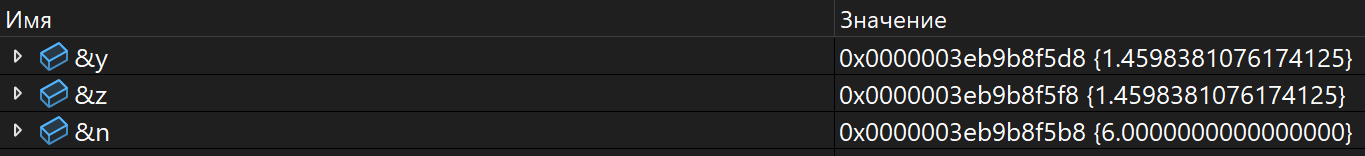 Имя Значение
&y 0x0000003eb9b8f5d8 {1.4598381076174125}
&z 0x0000003eb9b8f5f8 {1.4598381076174125}
&n 0x0000003eb9b8f5b8 {6.0000000000000000}